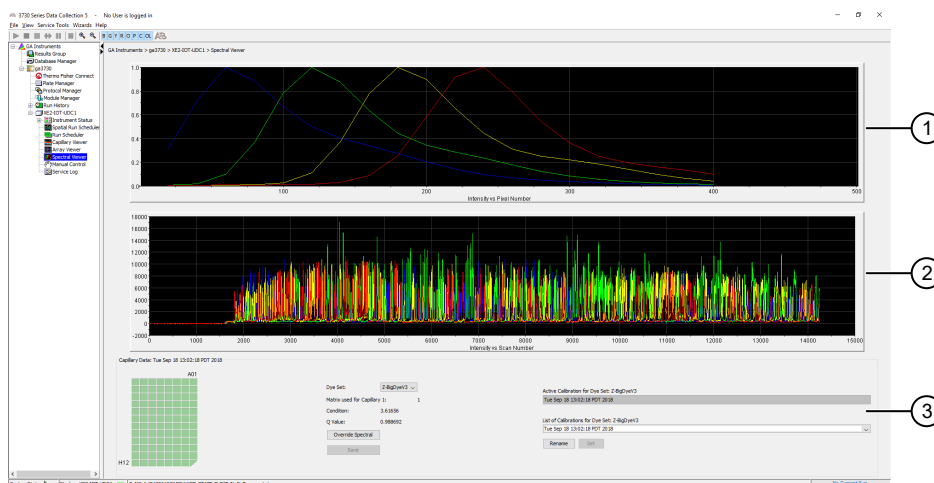 3730 Series Data Collection 5 - No User is logged in
File View Service Tools Wizards Help
B G Y R O P C OL
GA Instruments
GA Instruments > ga3730 > XE2-IOT-UDC1 > Spectral Viewer
Results Group
Database Manager
ga3730
Thermo Fisher Connect
Plate Manager
Protocol Manager
Module Manager
Run History
XE2-IOT-UDC1
Instrument Status
Spatial Run Scheduler
Run Scheduler
Capillary Viewer
Array Viewer
Spectral Viewer
Manual Control
Service Log
1.0
0.8
0.6
0.4
0.2
0.0
100 200 300 400 500
Intensity vs Pixel Number
1
18000
16000
14000
12000
10000
8000
6000
4000
2000
0
-2000
0 1000 2000 3000 4000 5000 6000 7000 8000 9000 10000 11000 12000 13000 14000 15000
Intensity vs Scan Number
2
Capillary Data: Tue Sep 18 13:02:18 PDT 2018
A01
H12
Dye Set: Z-BigDyeV3
Matrix used for Capillary 1: 1
Condition: 3.61636
Q Value: 0.988692
Override Spectral
Save
Active Calibration for Dye Set: Z-BigDyeV3
Tue Sep 18 13:02:18 PDT 2018
List of Calibrations for Dye Set: Z-BigDyeV3
Tue Sep 18 13:02:18 PDT 2018
Rename Set
3